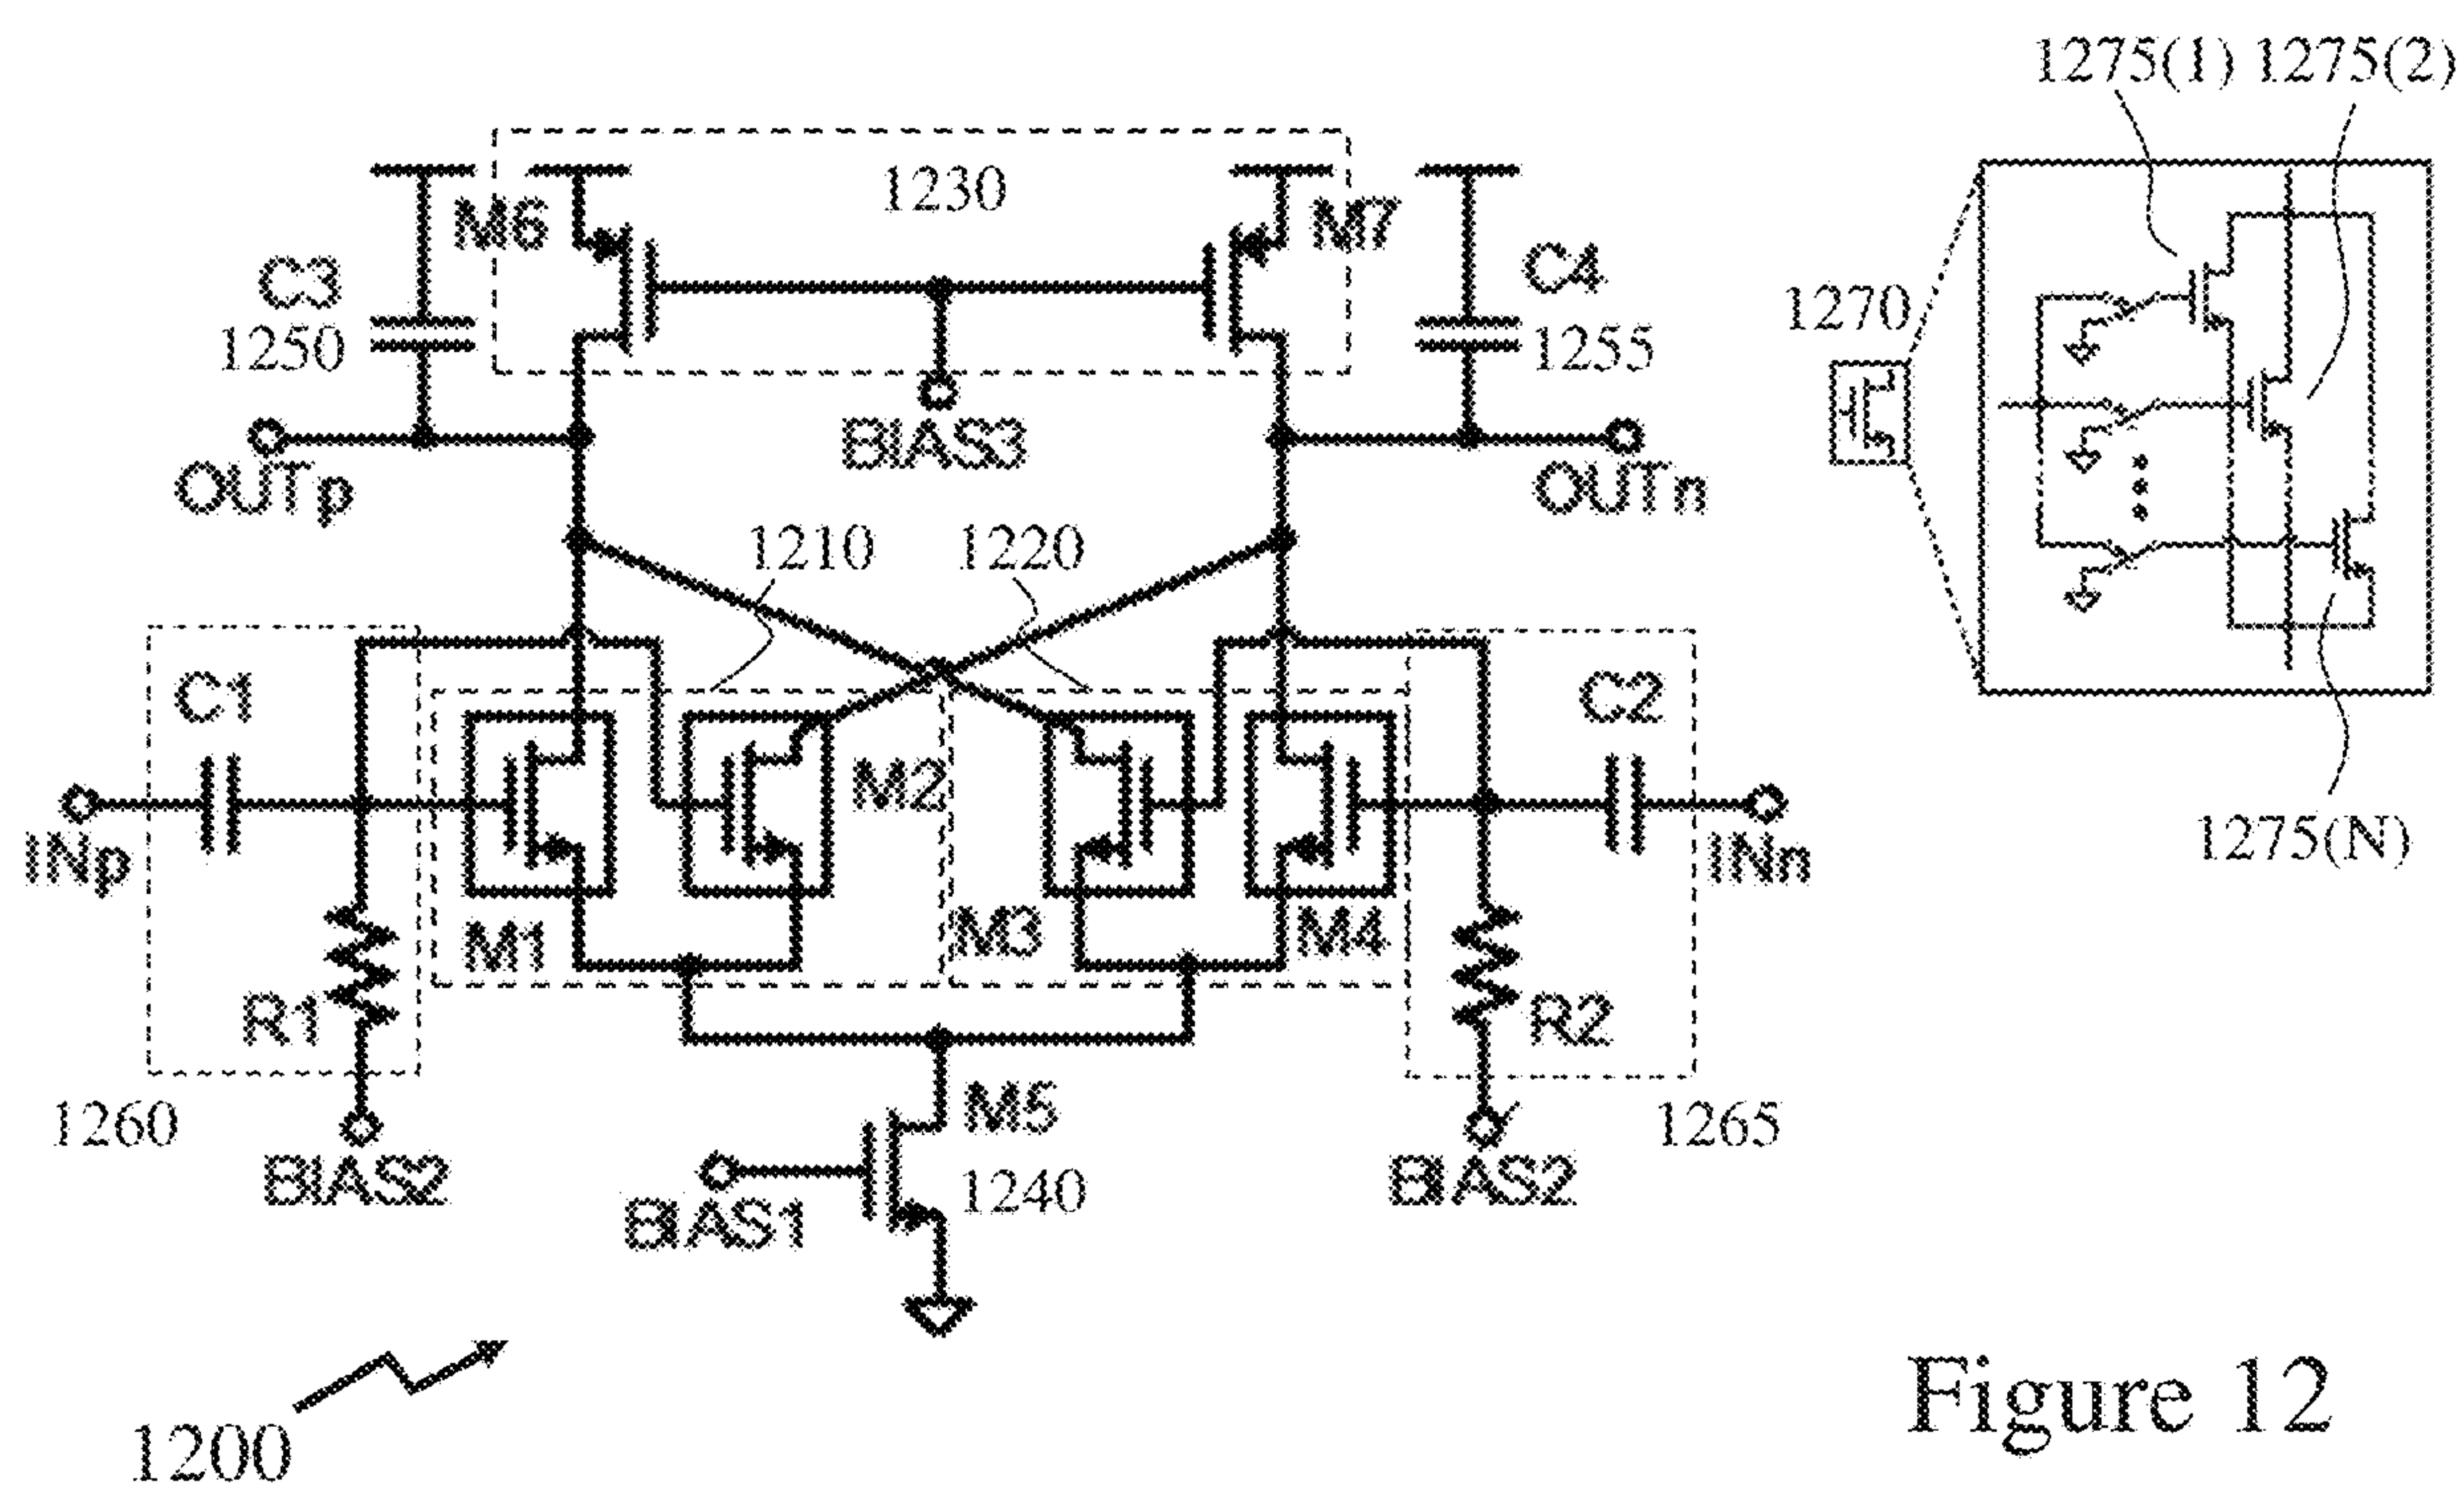 1275(1) 1275(2)
1230
M6
M7
C3
1250
C4
1255
1270
BIAS3
OUTp
OUTn
1210
1220
C1
C2
M2
INp
INn
1275(N)
M1
M3
M4
R1
R2
M5
1260
1265
BIAS2
BIAS2
1240
BIAS1
1200
Figure 12